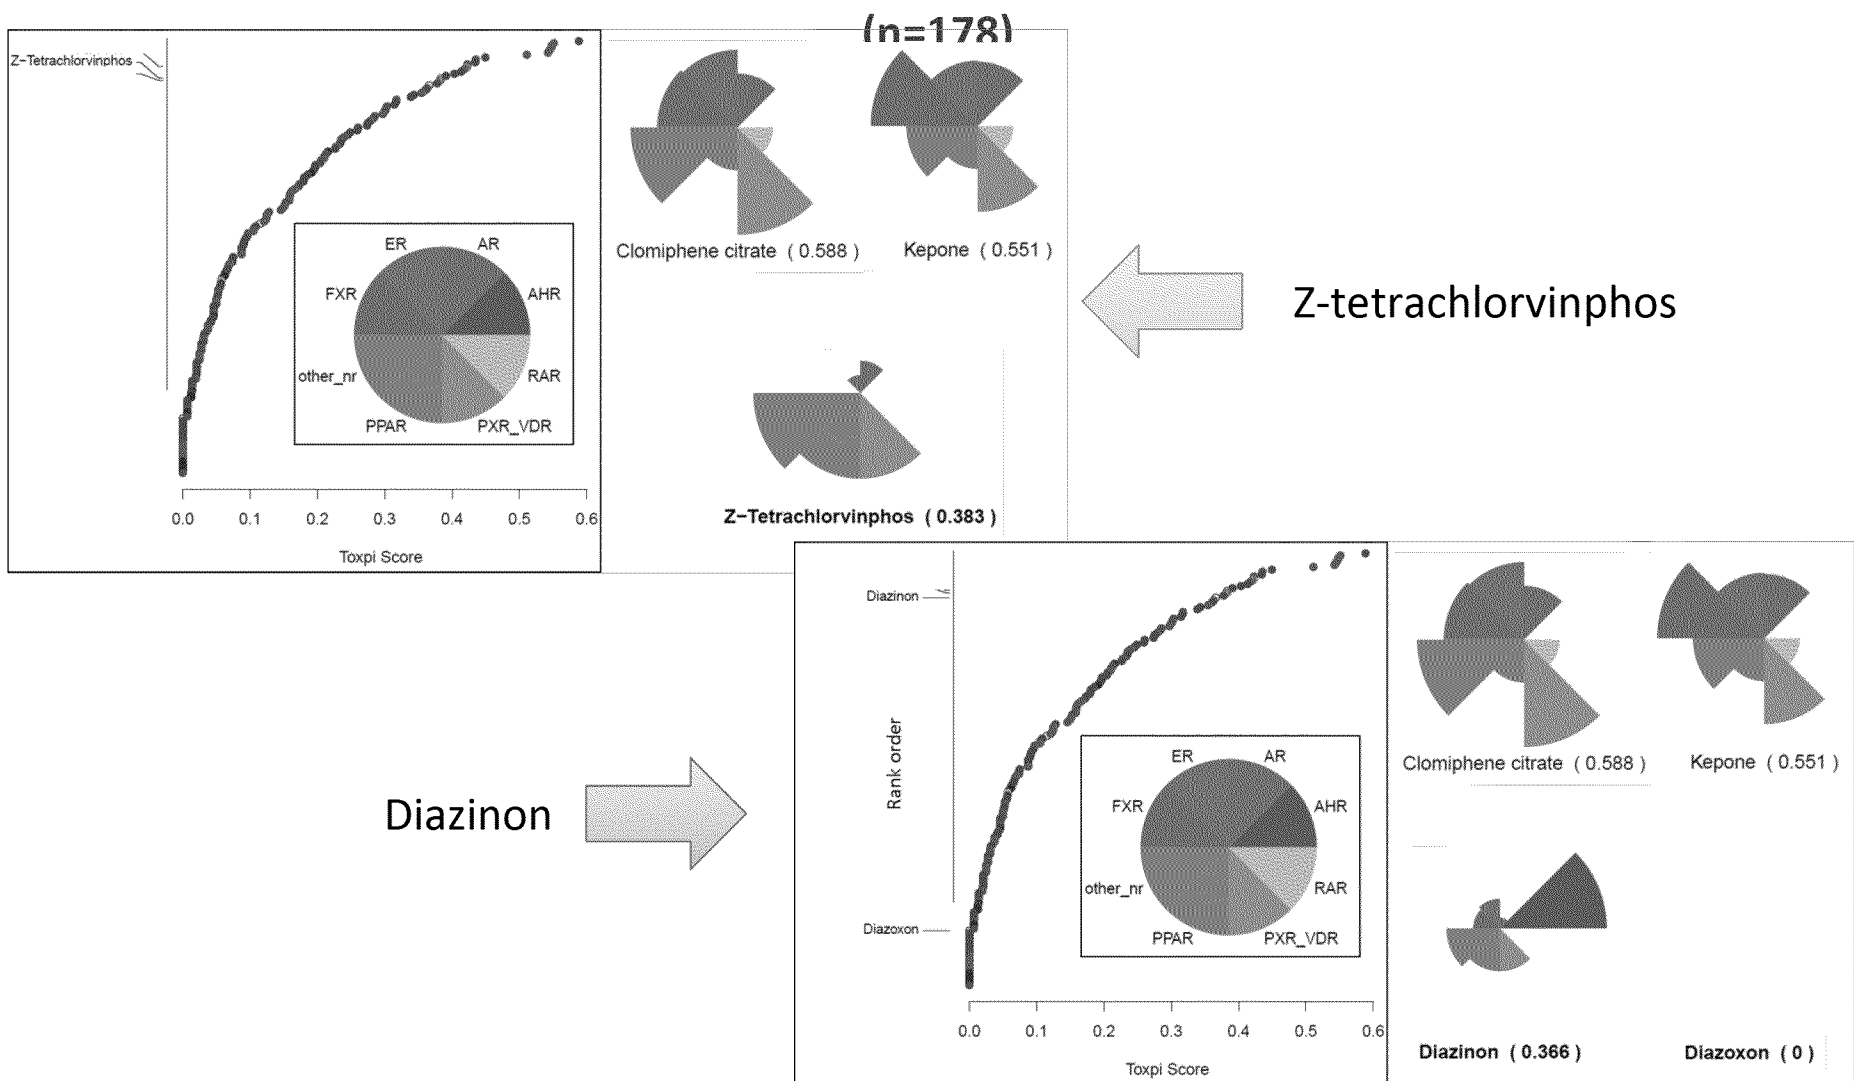 (n=178)
Z-Tetrachlorvinphos
ER AR
FXR AHR
other_nr RAR
PPAR PXR_VDR
0.0 0.1 0.2 0.3 0.4 0.5 0.6
Toxpi Score
Clomiphene citrate ( 0.588 ) Kepone ( 0.551 )
Z-Tetrachlorvinphos ( 0.383 )
Z-tetrachlorvinphos
Diazinon
Diazinon
Rank order
Diazoxon
ER AR
FXR AHR
other_nr RAR
PPAR PXR_VDR
0.0 0.1 0.2 0.3 0.4 0.5 0.6
Toxpi Score
Clomiphene citrate ( 0.588 ) Kepone ( 0.551 )
Diazinon ( 0.366 ) Diazoxon ( 0 )